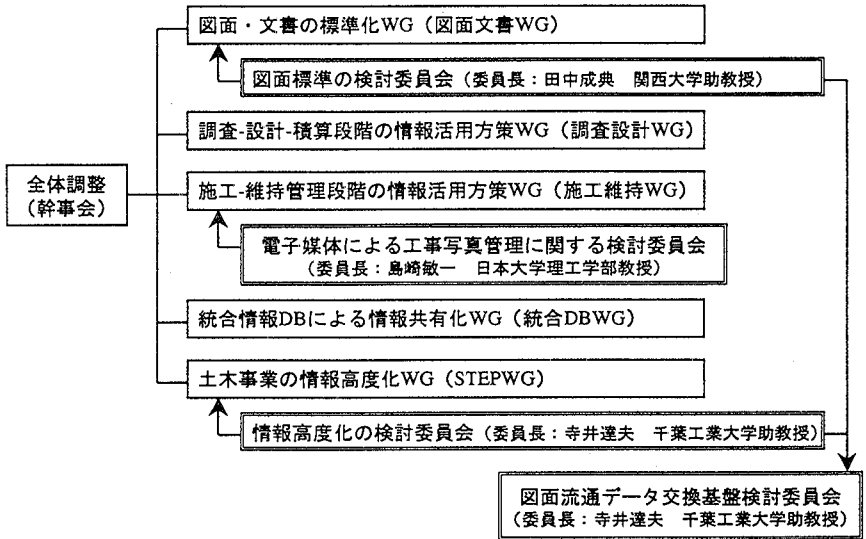 図面・文書の標準化WG（図面文書WG）
図面標準の検討委員会（委員長：田中成典　関西大学助教授）
調査-設計-積算段階の情報活用方策WG（調査設計WG）
全体調整
（幹事会）
施工-維持管理段階の情報活用方策WG（施工維持WG）
電子媒体による工事写真管理に関する検討委員会
（委員長：島崎敏一　日本大学理工学部教授）
統合情報DBによる情報共有化WG（統合DBWG）
土木事業の情報高度化WG（STEPWG）
情報高度化の検討委員会（委員長：寺井達夫　千葉工業大学助教授）
図面流通データ交換基盤検討委員会
（委員長：寺井達夫　千葉工業大学助教授）